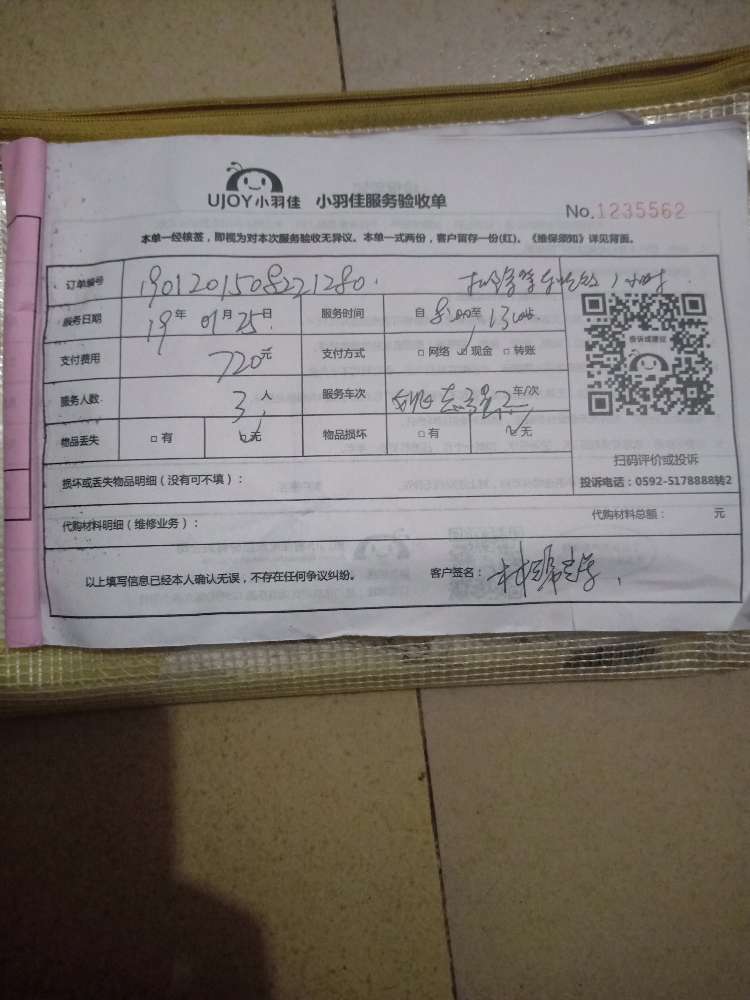 UJOY小羽佳 小羽佳服务验收单
No.1235562
本单一经核签，即视为对本次服务验收无异议。本单一式两份，客户留存一份(红)。《维保须知》详见背面。
订单编号 1901201508221280. 1小时
服务日期 19年 01月 25日 服务时间 自 至
支付费用 720元 支付方式 □网络 ☑现金 □转账
服务人数 3人 服务车次 车/次
物品丢失 □有 ☑无 物品损坏 □有 ☑无
投诉或建议
扫码评价或投诉
投诉电话：0592-5178888转2
损坏或丢失物品明细（没有可不填）：
代购材料明细（维修业务）： 代购材料总额： 元
以上填写信息已经本人确认无误，不存在任何争议纠纷。 客户签名：